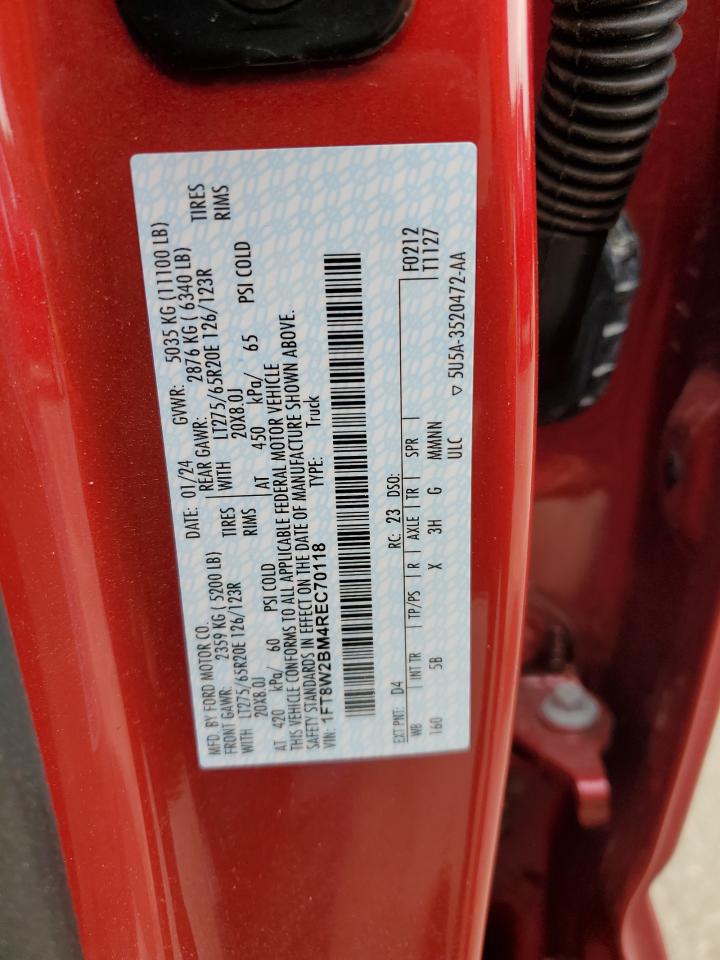 MFD. BY FORD MOTOR CO. DATE: 01/24 GVWR: 5035 KG (11100 LB)
FRONT GAWR: 2359 KG ( 5200 LB) REAR GAWR: 2876 KG ( 6340 LB)
WITH LT275/65R20E 126/123R TIRES WITH LT275/65R20E 126/123R TIRES
20X8.0J RIMS 20X8.0J RIMS
AT 420 kPa/ 60 PSI COLD AT 450 kPa/ 65 PSI COLD
THIS VEHICLE CONFORMS TO ALL APPLICABLE FEDERAL MOTOR VEHICLE
SAFETY STANDARDS IN EFFECT ON THE DATE OF MANUFACTURE SHOWN ABOVE.
VIN: 1FT8W2BM4REC70118 TYPE: Truck
EXT PNT: D4 RC: 23 DSO: F0212
WB INT TR TP/PS R AXLE TR SPR T1127
160 5B X 3H G MMNN
ULC ▽ 5U5A-3520472-AA